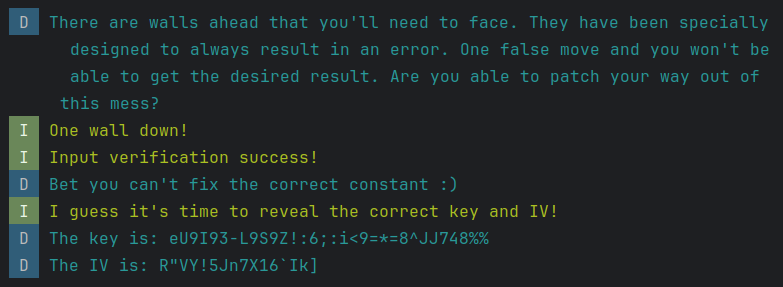 D There are walls ahead that you'll need to face. They have been specially
designed to always result in an error. One false move and you won't be
able to get the desired result. Are you able to patch your way out of
this mess?
I One wall down!
I Input verification success!
D Bet you can't fix the correct constant :)
I I guess it's time to reveal the correct key and IV!
D The key is: eU9I93-L9S9Z!:6;:i<9=*=8^JJ748%%
D The IV is: R"VY!5Jn7X16`Ik]